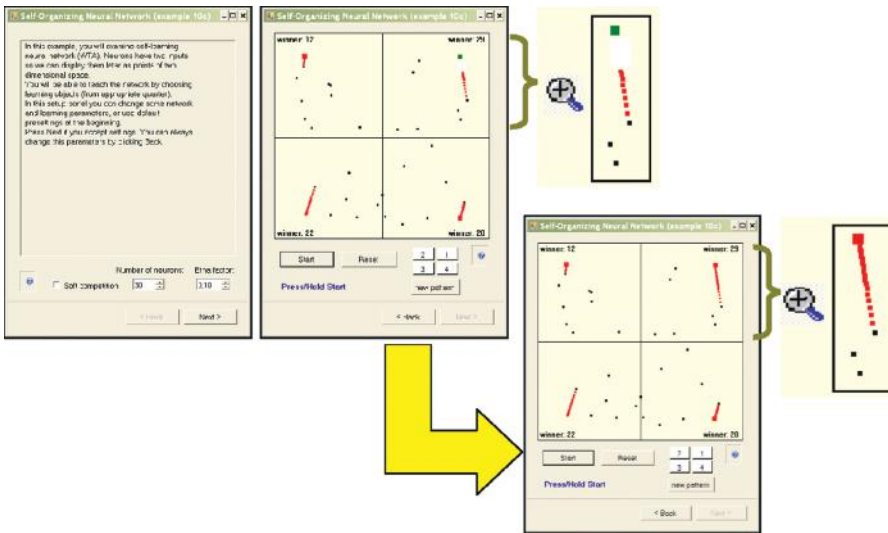 Self-Organizing Neural Network (example 10c)
In this example, you will examine self-learning
neural network (WTA). Neurons have two inputs
so we can display them later as points of two
dimensional space.
You will be able to teach the network by choosing
learning objects (from appropriate quarter).
In this setup panel you can change some network
and learning parameters, or use default
presettings at the beginning.
Press Next if you accept settings. You can always
change this parameters by clicking Back.
Number of neurons:
Etha factor:
Soft competition
30
0.10
< Back
Next >
Self-Organizing Neural Network (example 10c)
winner: 12
winner: 29
winner: 22
winner: 20
Start
Reset
2
1
3
4
Press/Hold Start
new pattern
< Back
Next >
Self-Organizing Neural Network (example 10c)
winner: 12
winner: 29
winner: 22
winner: 20
Start
Reset
2
1
3
4
Press/Hold Start
new pattern
< Back
Next >